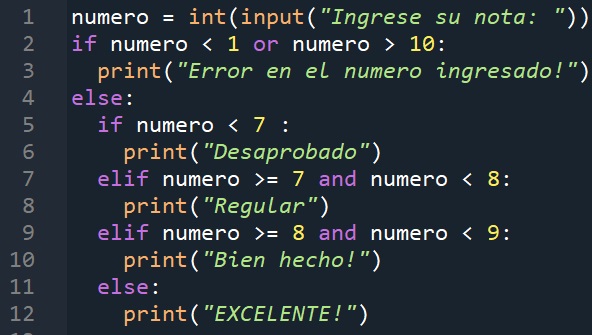 1 numero = int(input("Ingrese su nota: "))
2 if numero < 1 or numero > 10:
3   print("Error en el numero ingresado!")
4 else:
5   if numero < 7 :
6     print("Desaprobado")
7   elif numero >= 7 and numero < 8:
8     print("Regular")
9   elif numero >= 8 and numero < 9:
10     print("Bien hecho!")
11   else:
12     print("EXCELENTE!")